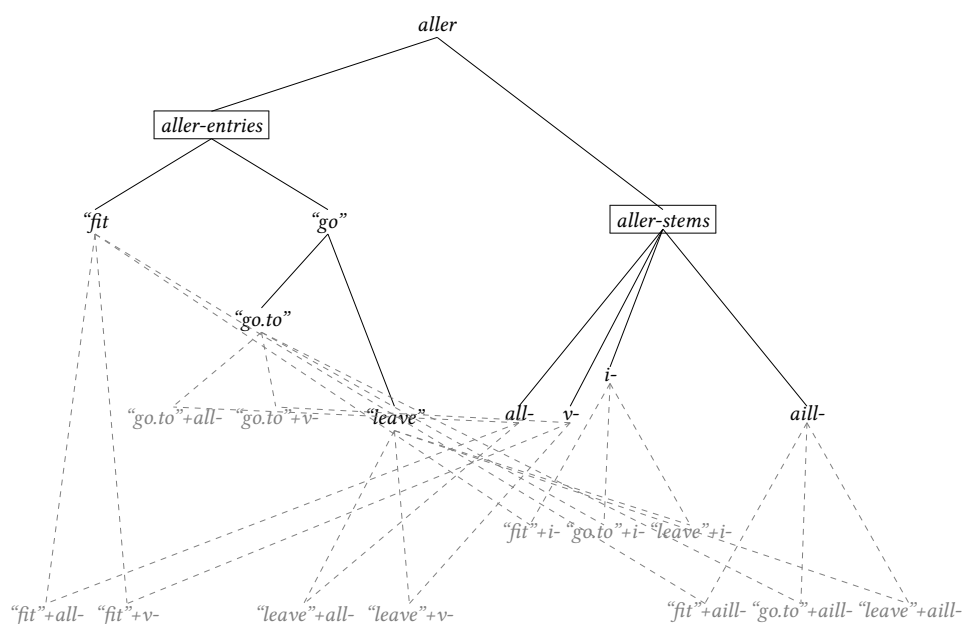 aller
aller-entries
“fit
“go”
aller-stems
“go.to”
i-
“go.to”+all- “go.to”+v-
“leave”
all-
v-
aill-
“fit”+i- “go.to”+i- “leave”+i-
“fit”+all- “fit”+v-
“leave”+all- “leave”+v-
“fit”+aill- “go.to”+aill- “leave”+aill-